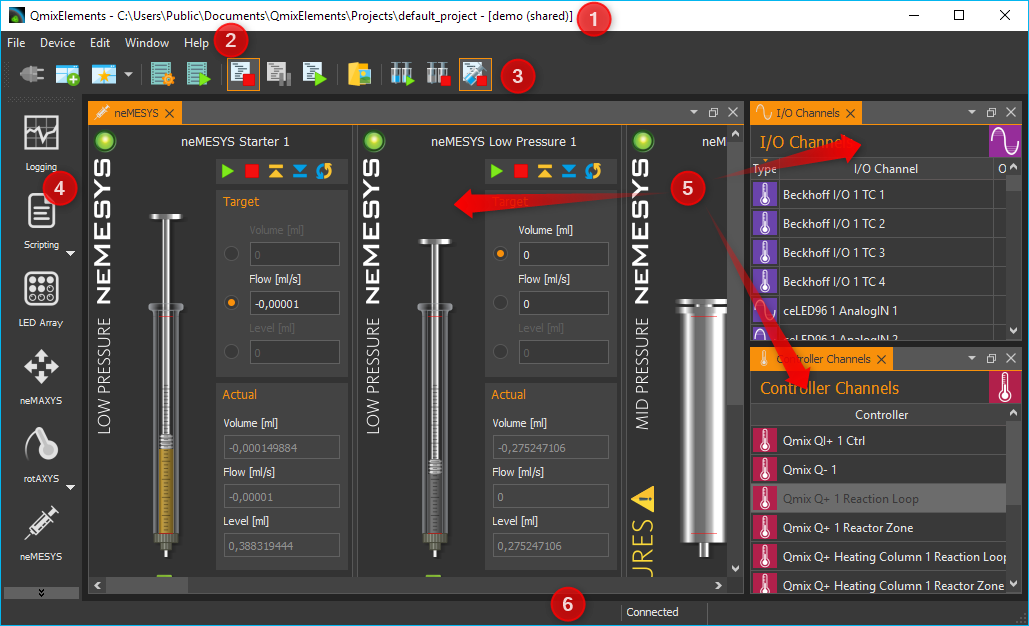 QmixElements - C:\Users\Public\Documents\QmixElements\Projects\default_project - [demo (shared)]
1
File Device Edit Window Help
2
3
Logging
4
Scripting
LED Array
neMAXYS
rotAXYS
neMESYS
neMESYS
neMESYS Starter 1
LOW PRESSURE neMESYS
Target
Volume [ml]
0
Flow [ml/s]
-0,00001
Level [ml]
0
Actual
Volume [ml]
-0,000149884
Flow [ml/s]
-0,00001
Level [ml]
0,388319444
neMESYS Low Pressure 1
LOW PRESSURE neMESYS
Target
Volume [ml]
0
Flow [ml/s]
0
Level [ml]
0
Actual
Volume [ml]
-0,275247106
Flow [ml/s]
0
Level [ml]
0,275247106
neM
MID PRESSURE neMESYS
URES
5
I/O Channels
I/O Channels
Type I/O Channel O
Beckhoff I/O 1 TC 1
Beckhoff I/O 1 TC 2
Beckhoff I/O 1 TC 3
Beckhoff I/O 1 TC 4
ceLED96 1 AnalogIN 1
ceLED96 1 AnalogIN 2
Controller Channels
Controller Channels
Controller
Qmix QI+ 1 Ctrl
Qmix Q- 1
Qmix Q+ 1 Reaction Loop
Qmix Q+ 1 Reactor Zone
Qmix Q+ Heating Column 1 Reaction Loop
Qmix Q+ Heating Column 1 Reactor Zone
6
Connected